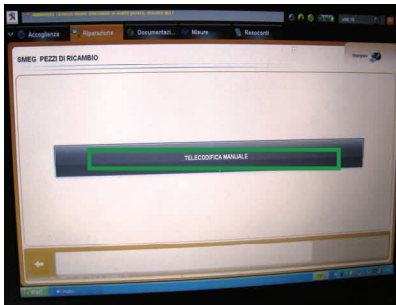 Accoglienza
Riparazione
Documentazi...
Misure
Resoconti
SMEG PEZZI DI RICAMBIO
TELECODIFICA MANUALE